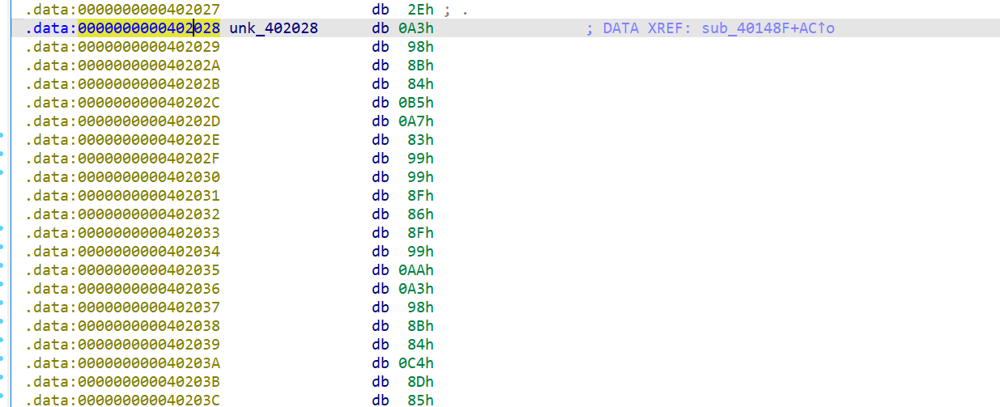 .data:0000000000402027 db 2Eh ; .
.data:0000000000402028 unk_402028 db 0A3h ; DATA XREF: sub_40148F+AC↑o
.data:0000000000402029 db 98h
.data:000000000040202A db 8Bh
.data:000000000040202B db 84h
.data:000000000040202C db 0B5h
.data:000000000040202D db 0A7h
.data:000000000040202E db 83h
.data:000000000040202F db 99h
.data:0000000000402030 db 99h
.data:0000000000402031 db 8Fh
.data:0000000000402032 db 86h
.data:0000000000402033 db 8Fh
.data:0000000000402034 db 99h
.data:0000000000402035 db 0AAh
.data:0000000000402036 db 0A3h
.data:0000000000402037 db 98h
.data:0000000000402038 db 8Bh
.data:0000000000402039 db 84h
.data:000000000040203A db 0C4h
.data:000000000040203B db 8Dh
.data:000000000040203C db 85h